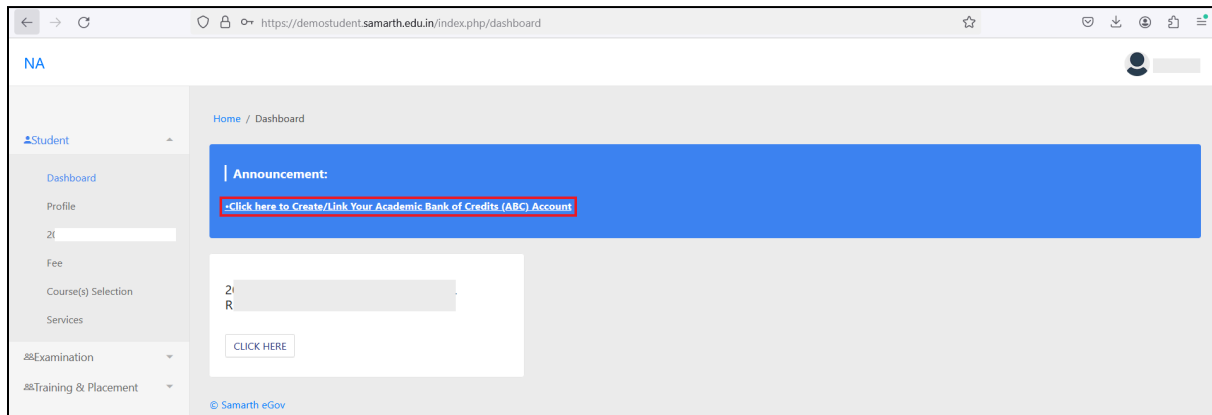 https://demostudent.samarth.edu.in/index.php/dashboard
NA
Home / Dashboard
Student
Dashboard
Profile
2
Fee
Course(s) Selection
Services
Examination
Training & Placement
Announcement:
•Click here to Create/Link Your Academic Bank of Credits (ABC) Account
2
R
CLICK HERE
© Samarth eGov